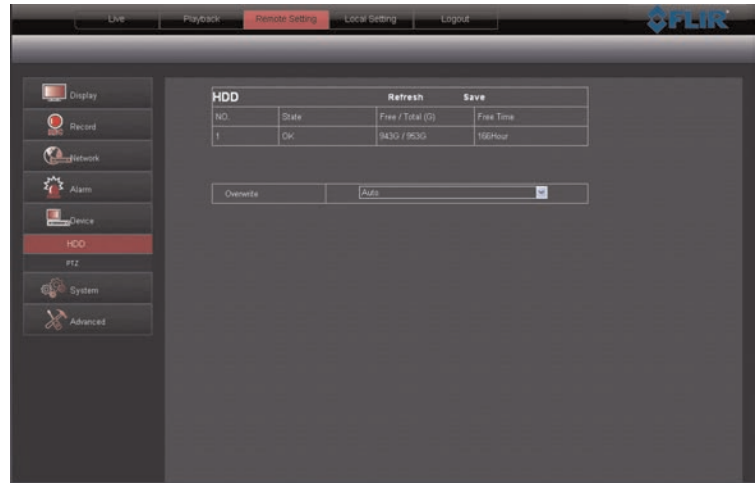 Live Playback Remote Setting Local Setting Logout
FLIR
Display
Record
Network
Alarm
Device
HDD
PTZ
System
Advanced
HDD Refresh Save
NO. State Free / Total (G) Free Time
1 OK 943G / 953G 166Hour
Overwrite Auto